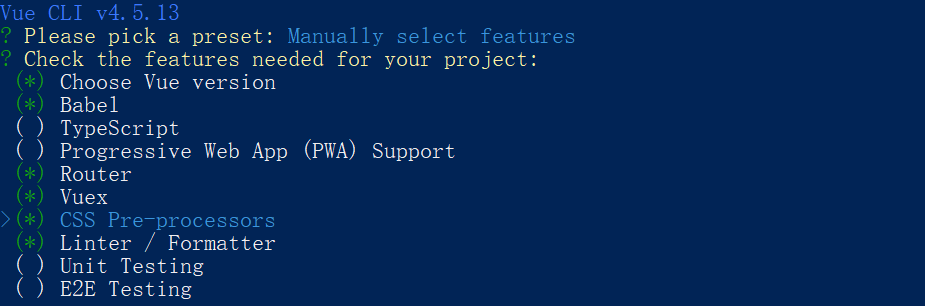 Vue CLI v4.5.13
? Please pick a preset: Manually select features
? Check the features needed for your project:
(*) Choose Vue version
(*) Babel
( ) TypeScript
( ) Progressive Web App (PWA) Support
(*) Router
(*) Vuex
>(*) CSS Pre-processors
(*) Linter / Formatter
( ) Unit Testing
( ) E2E Testing